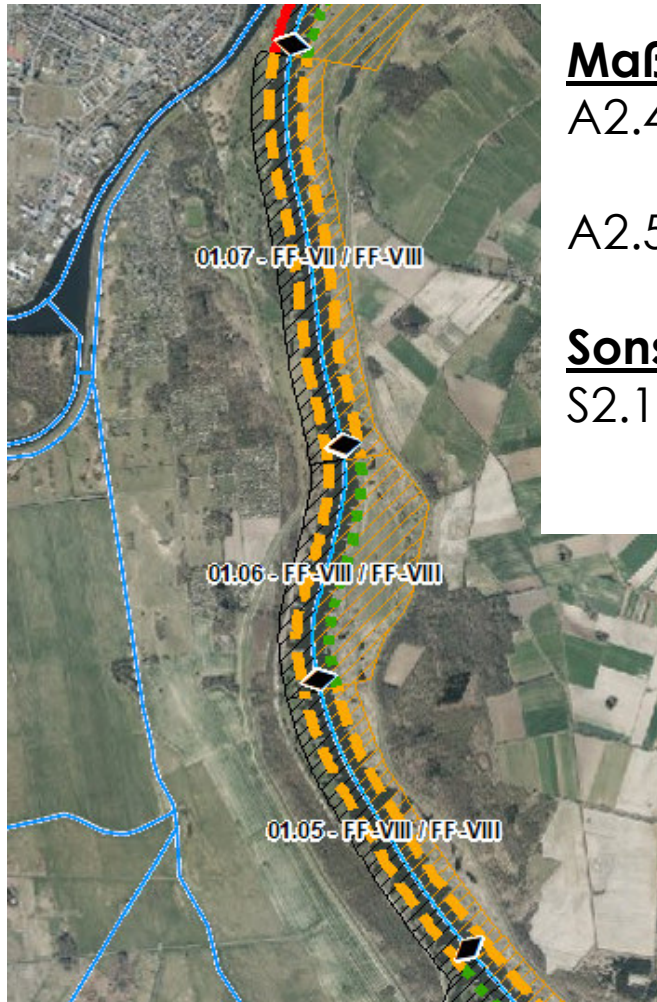 Maß
A2.4
A2.5
Sons
S2.1
01.07 - FF-VII / FF-VIII
01.06 - FF-VIII / FF-VIII
01.05 - FF-VIII / FF-VIII